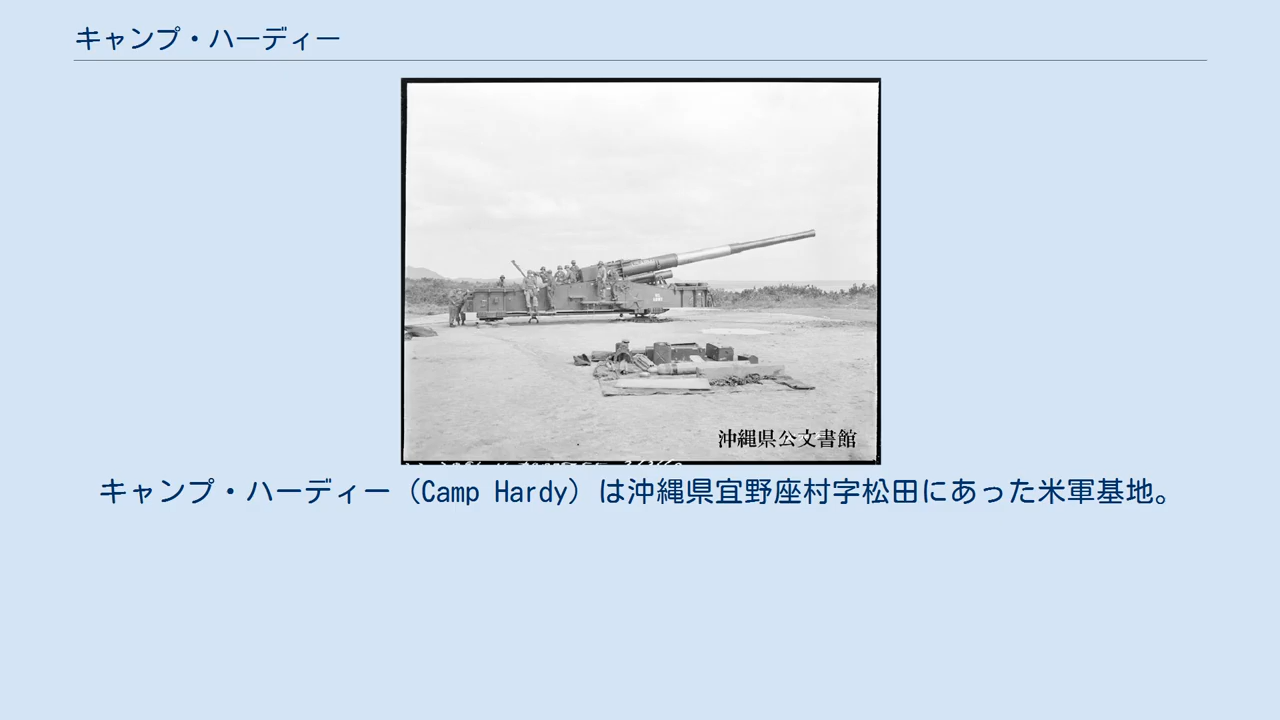 キャンプ・ハーディー
沖縄県公文書館
キャンプ・ハーディー（Camp Hardy）は沖縄県宜野座村字松田にあった米軍基地。